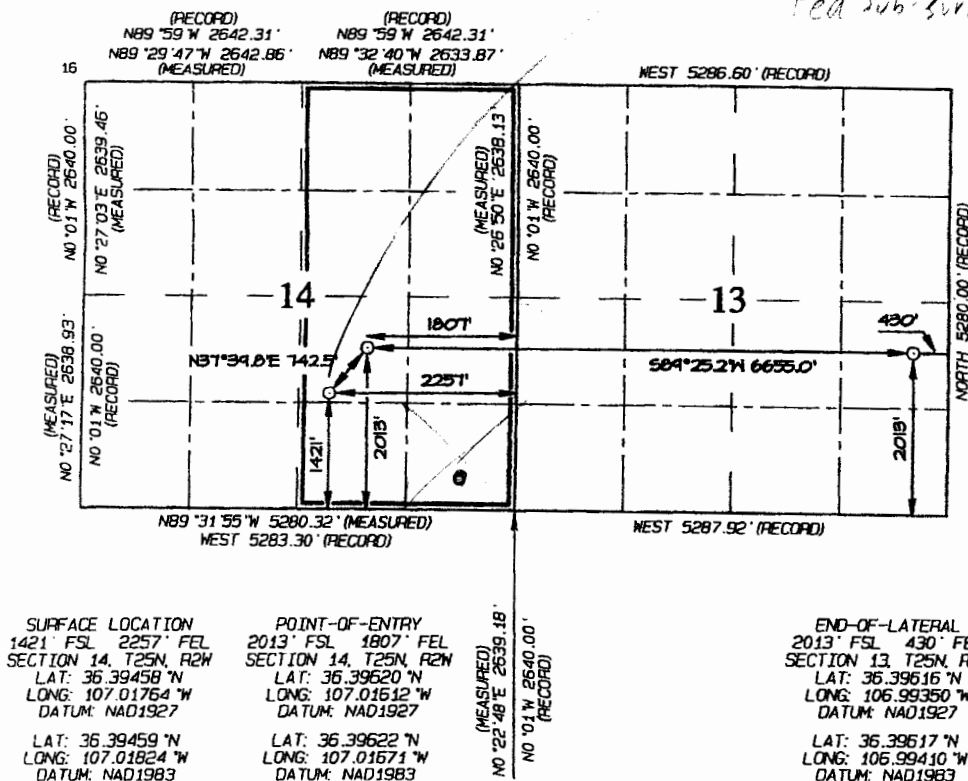 (RECORD)
N89 °59'W 2642.31'
N89 °29'47"W 2642.86'
(MEASURED)
(RECORD)
N89 °59'W 2642.31'
N89 °32'40"W 2633.87'
(MEASURED)
WEST 5286.60' (RECORD)
16
(RECORD)
N0 °01'W 2640.00'
N0 °27'03"E 2639.46'
(MEASURED)
(MEASURED)
N0 °26'50"E 2638.13'
N0 °01'W 2640.00'
(RECORD)
14
13
NORTH 5280.00' (RECORD)
1807'
430'
N37°39.8'E 742.5'
S89°25.2'W 6655.0'
2257'
(MEASURED)
N0 °27'17"E 2638.93'
N0 °01'W 2640.00'
(RECORD)
1421'
2013'
2013'
N89 °31'55"W 5280.32' (MEASURED)
WEST 5283.30' (RECORD)
WEST 5287.92' (RECORD)
(MEASURED)
N0 °22'48"E 2639.18'
N0 °01'W 2640.00'
(RECORD)
SURFACE LOCATION
1421' FSL 2257' FEL
SECTION 14, T25N, R2W
LAT: 36.39458 °N
LONG: 107.01764 °W
DATUM: NAD1927
LAT: 36.39459 °N
LONG: 107.01824 °W
DATUM: NAD1983
POINT-OF-ENTRY
2013' FSL 1807' FEL
SECTION 14, T25N, R2W
LAT: 36.39620 °N
LONG: 107.01612 °W
DATUM: NAD1927
LAT: 36.39622 °N
LONG: 107.01671 °W
DATUM: NAD1983
END-OF-LATERAL
2013' FSL 430' FE
SECTION 13, T25N, R
LAT: 36.39616 °N
LONG: 106.99350 °W
DATUM: NAD1927
LAT: 36.39617 °N
LONG: 106.99410 °W
DATUM: NAD1983